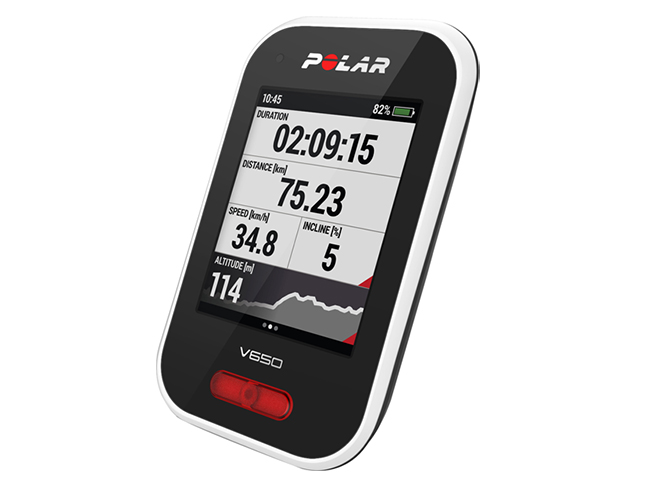 POLAR
10:45 82%
DURATION
02:09:15
DISTANCE [km]
75.23
SPEED [km/h] INCLINE [%]
34.8 5
ALTITUDE [m]
114
V650